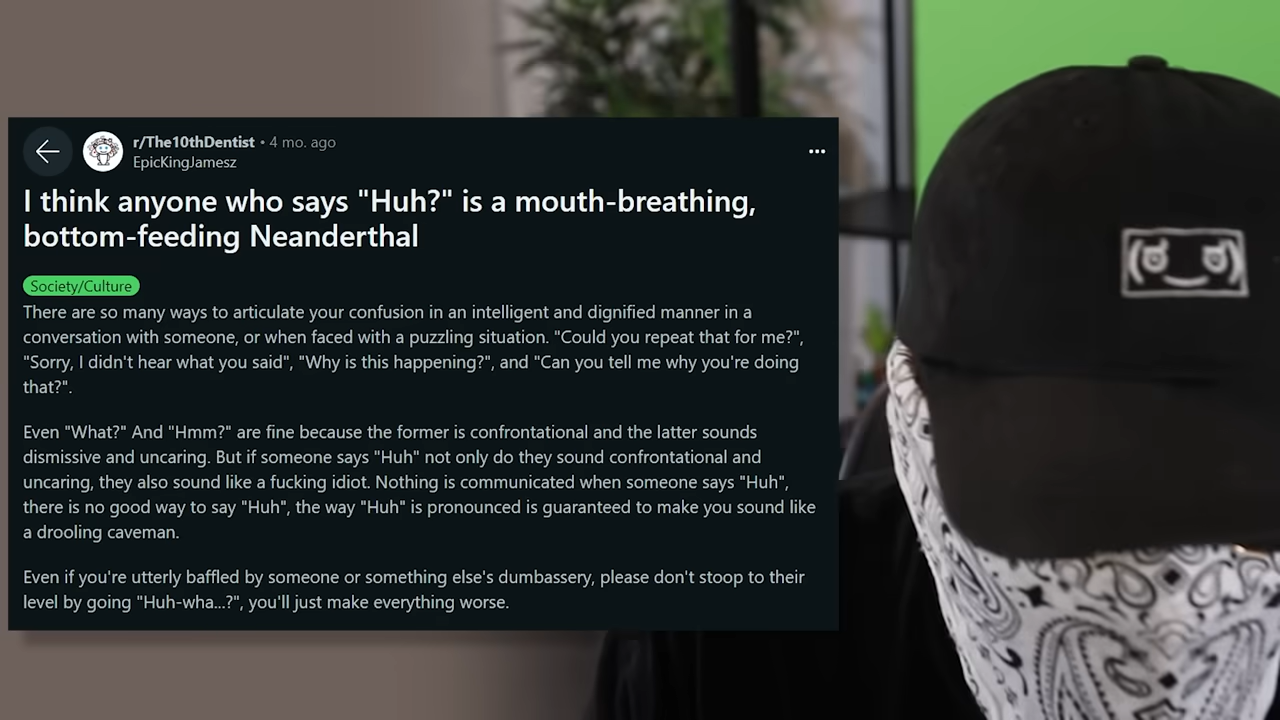 r/The10thDentist • 4 mo. ago
EpicKingJamesz
I think anyone who says "Huh?" is a mouth-breathing,
bottom-feeding Neanderthal
Society/Culture
There are so many ways to articulate your confusion in an intelligent and dignified manner in a
conversation with someone, or when faced with a puzzling situation. "Could you repeat that for me?",
"Sorry, I didn't hear what you said", "Why is this happening?", and "Can you tell me why you're doing
that?".
Even "What?" And "Hmm?" are fine because the former is confrontational and the latter sounds
dismissive and uncaring. But if someone says "Huh" not only do they sound confrontational and
uncaring, they also sound like a fucking idiot. Nothing is communicated when someone says "Huh",
there is no good way to say "Huh", the way "Huh" is pronounced is guaranteed to make you sound like
a drooling caveman.
Even if you're utterly baffled by someone or something else's dumbassery, please don't stoop to their
level by going "Huh-wha...?", you'll just make everything worse.